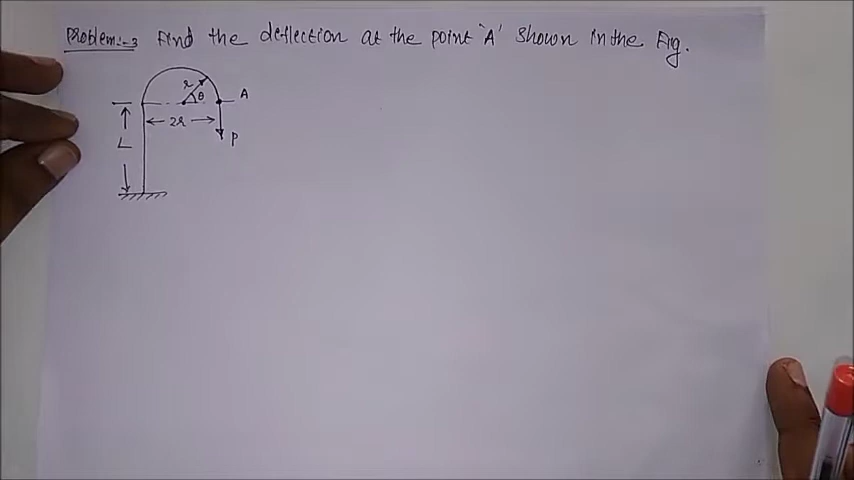 Problem:-3 Find the deflection at the point 'A' shown in the Fig.
r
θ
A
2r
L
P